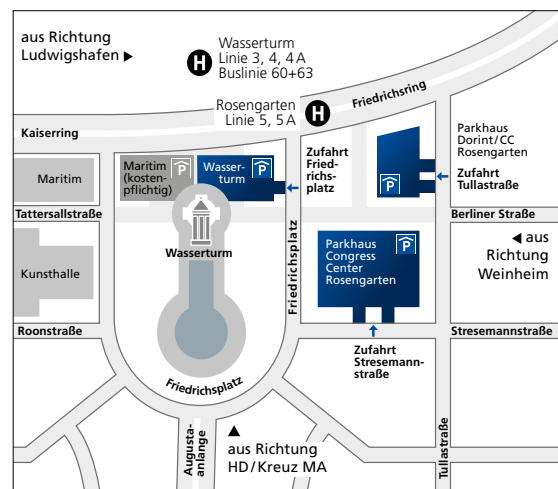 aus Richtung
Ludwigshafen ►
H
Wasserturm
Linie 3, 4, 4 A
Buslinie 60+63
Rosengarten
Linie 5, 5 A
H
Friedrichsring
Kaiserring
Maritim
Maritim
(kosten-
pflichtig)
P
Wasser-
turm
P
Zufahrt
Fried-
richs-
platz
P
Parkhaus
Dorint/CC
Rosengarten
Zufahrt
Tullastraße
Tattersallstraße
Berliner Straße
Wasserturm
Friedrichsplatz
Kunsthalle
Parkhaus
Congress
Center
Rosengarten
P
◄ aus
Richtung
Weinheim
Roonstraße
Stresemannstraße
Zufahrt
Stresemann-
straße
Friedrichsplatz
Augusta-
anlange
▲
aus Richtung
HD/Kreuz MA
Tullastraße